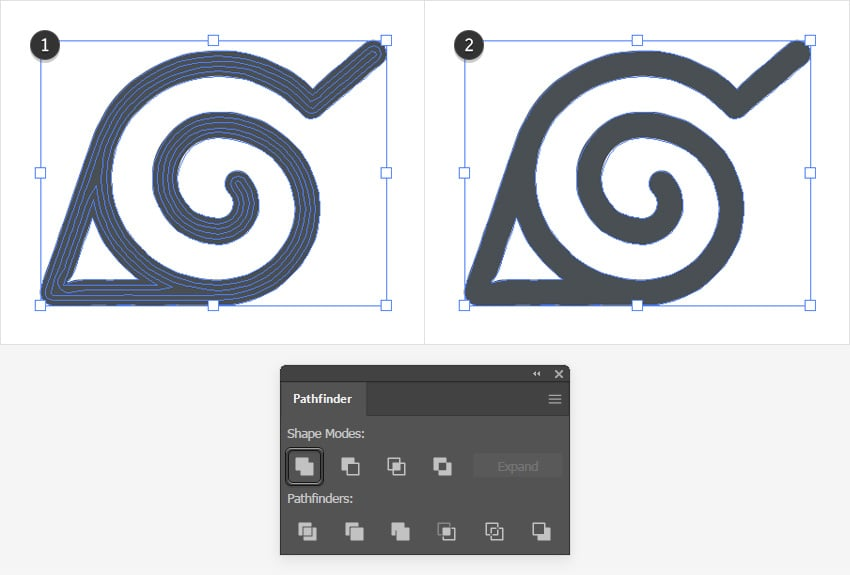 1
2
Pathfinder
Shape Modes:
Expand
Pathfinders: